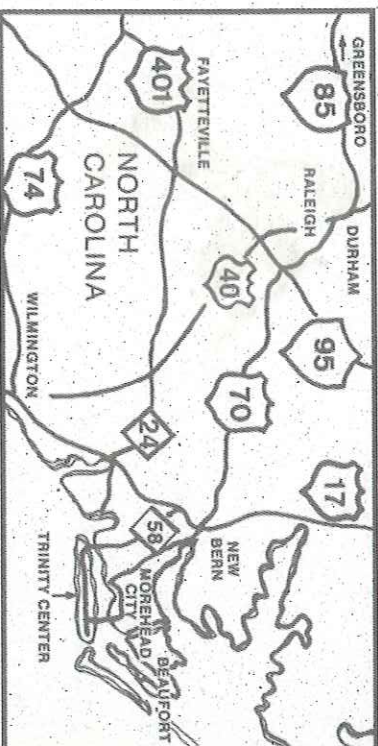 GREENSBORO
85
DURHAM
RALEIGH
95
17
FAYETTEVILLE
401
40
70
NORTH
CAROLINA
NEW
BERN
74
WILMINGTON
24
58
MOREHEAD
CITY
BEAUFORT
TRINITY CENTER